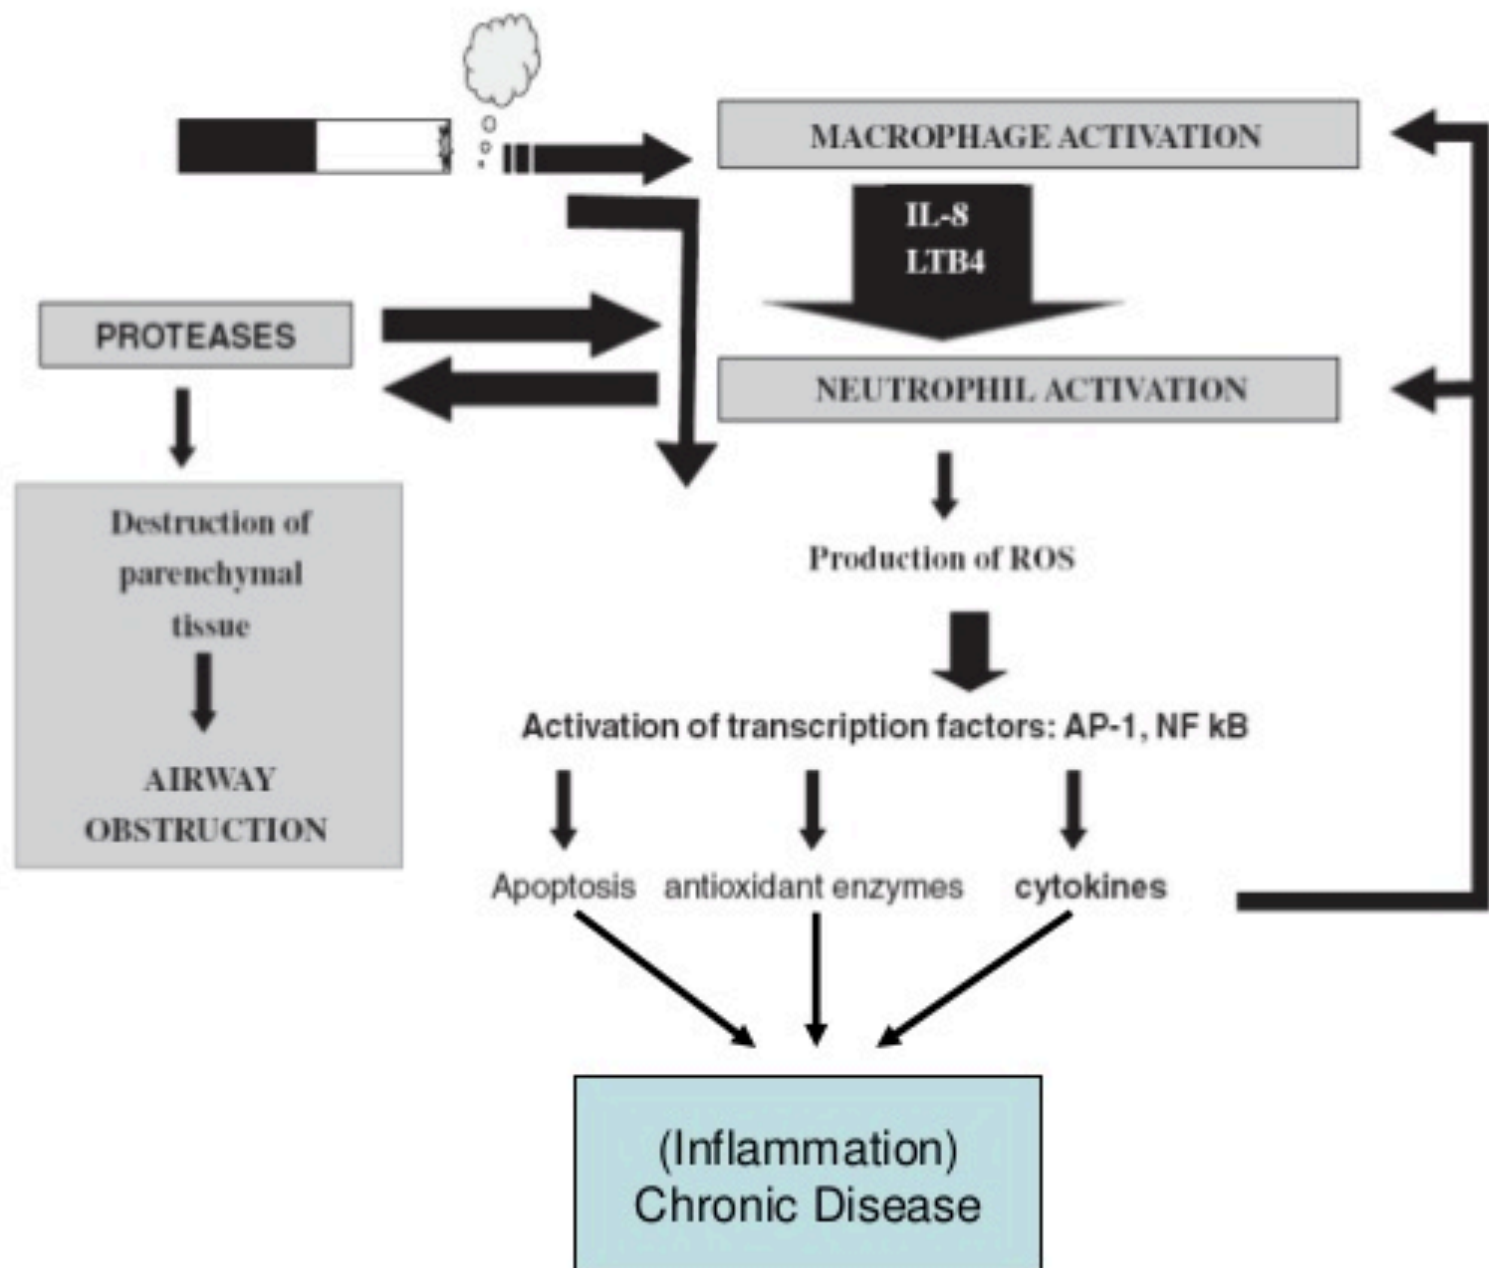 MACROPHAGE ACTIVATION
IL-8
LTB4
PROTEASES
NEUTROPHIL ACTIVATION
Destruction of
parenchymal
tissue
AIRWAY
OBSTRUCTION
Production of ROS
Activation of transcription factors: AP-1, NF kB
Apoptosis antioxidant enzymes cytokines
(Inflammation)
Chronic Disease